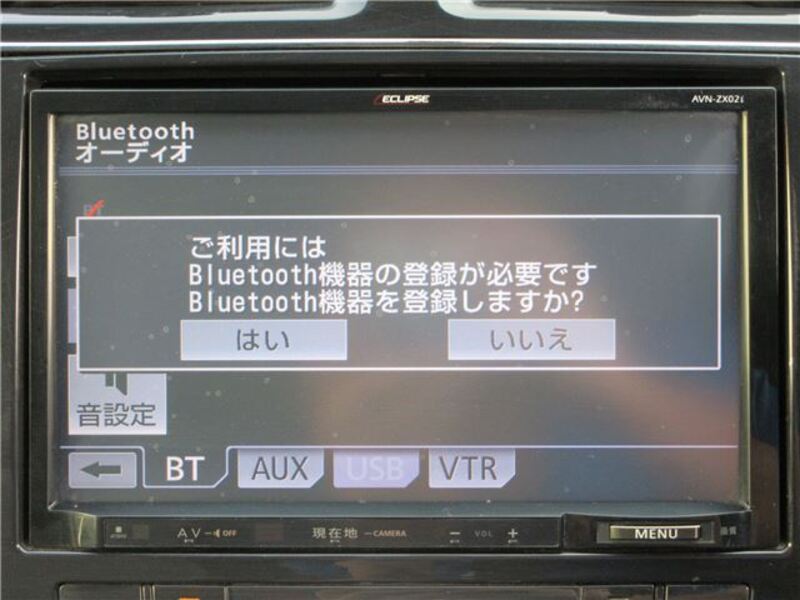 ECLIPSE
AVN-ZX02i
Bluetooth
オーディオ
BT
ご利用には
Bluetooth機器の登録が必要です
Bluetooth機器を登録しますか?
はい
いいえ
音設定
BT
AUX
USB
VTR
AV OFF
現在地 CAMERA
- VOL +
MENU
画質